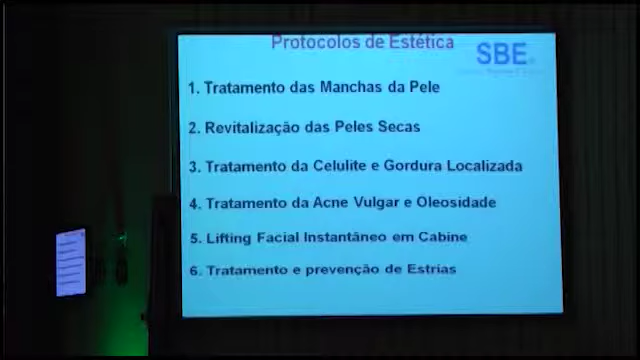 Protocolos de Estética
SBE
1. Tratamento das Manchas da Pele
2. Revitalização das Peles Secas
3. Tratamento da Celulite e Gordura Localizada
4. Tratamento da Acne Vulgar e Oleosidade
5. Lifting Facial Instantâneo em Cabine
6. Tratamento e prevenção de Estrias